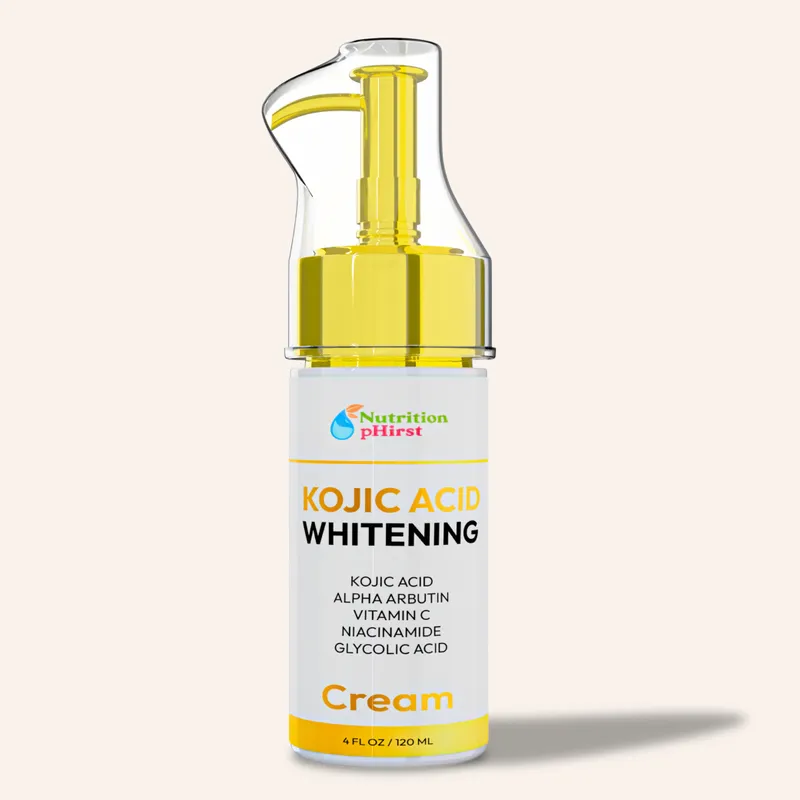 Nutrition
pHirst
KOJIC ACID
WHITENING
KOJIC ACID
ALPHA ARBUTIN
VITAMIN C
NIACINAMIDE
GLYCOLIC ACID
Cream
4 FL OZ / 120 ML